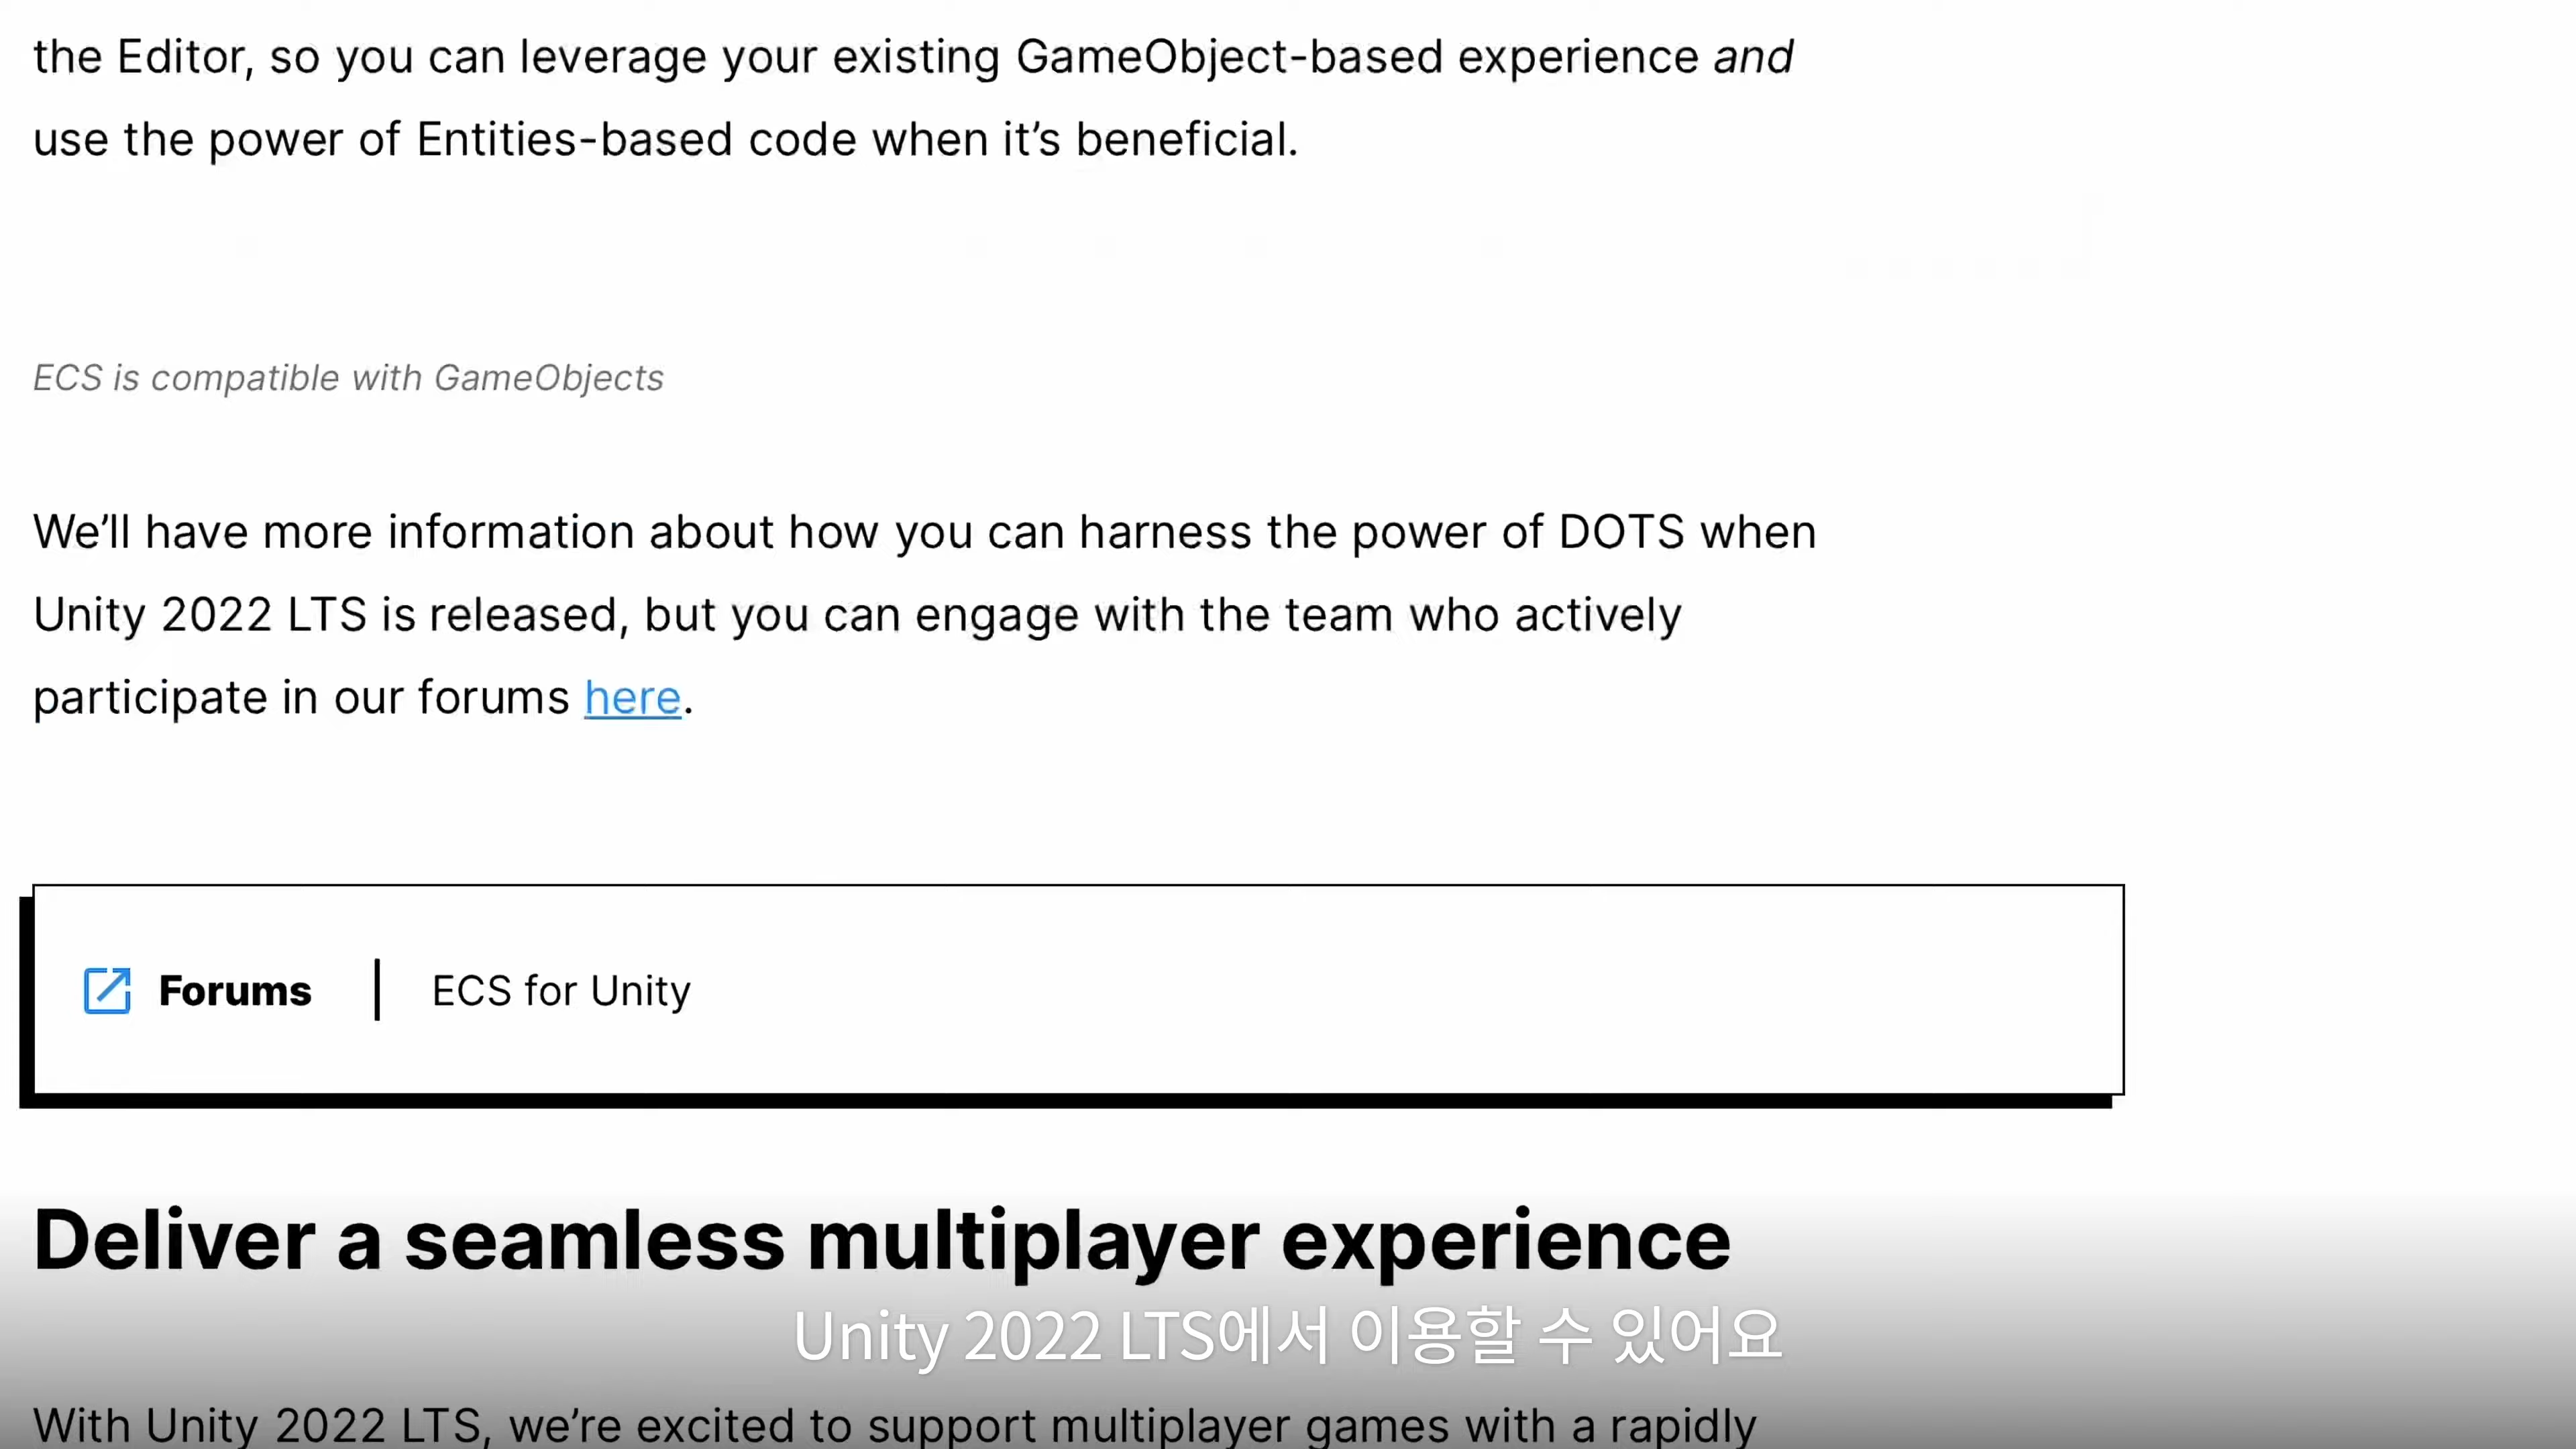 the Editor, so you can leverage your existing GameObject-based experience and
use the power of Entities-based code when it’s beneficial.
ECS is compatible with GameObjects
We’ll have more information about how you can harness the power of DOTS when
Unity 2022 LTS is released, but you can engage with the team who actively
participate in our forums here.
Forums | ECS for Unity
Deliver a seamless multiplayer experience
Unity 2022 LTS에서 이용할 수 있어요
With Unity 2022 LTS, we’re excited to support multiplayer games with a rapidly